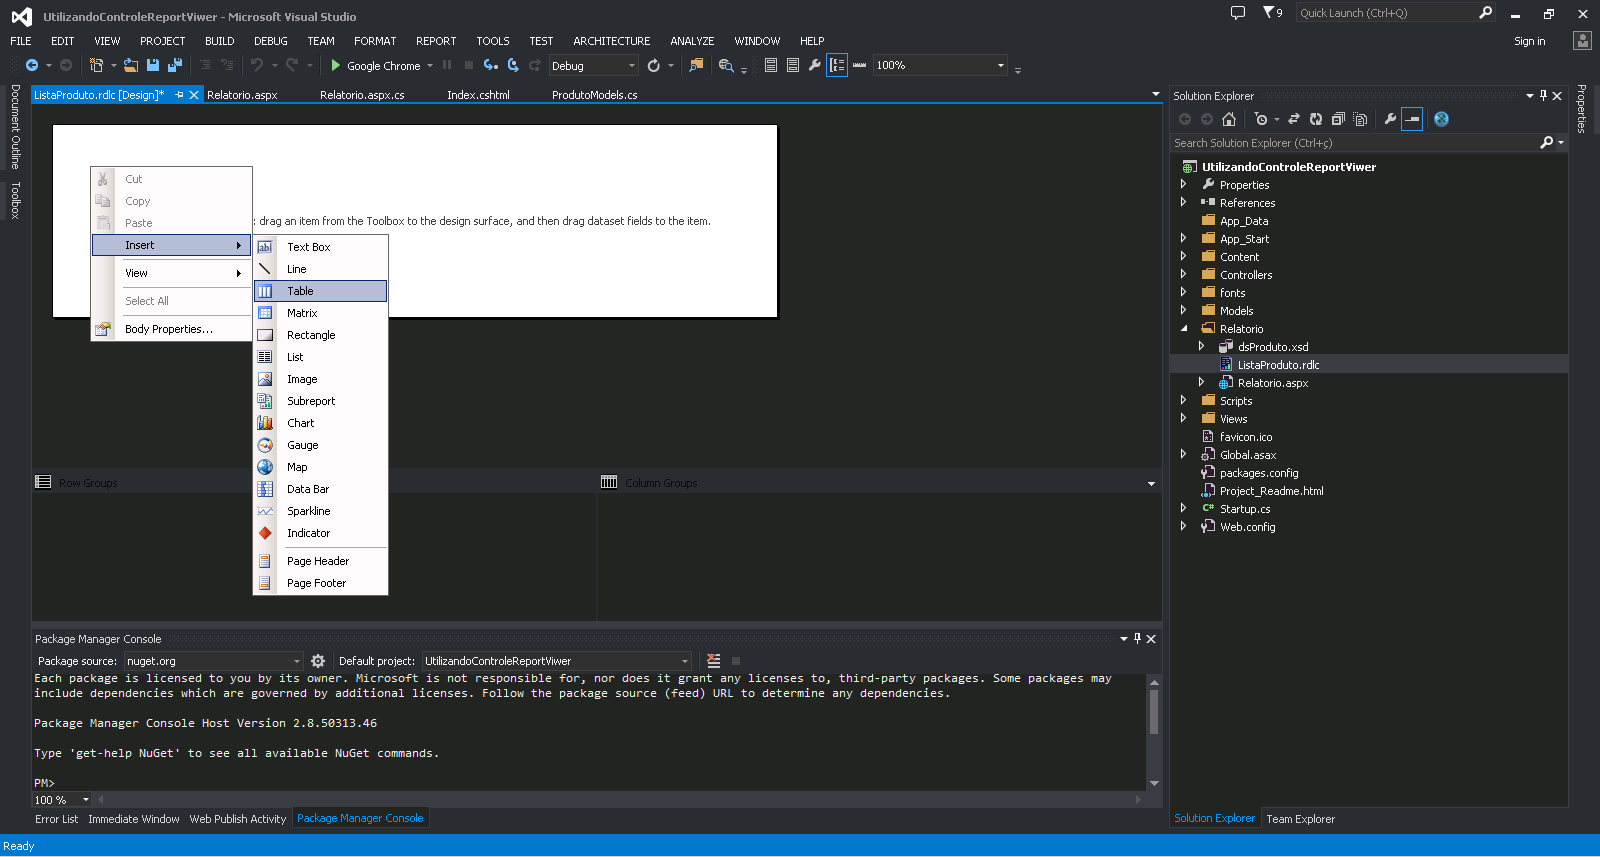 UtilizandoControleReportViwer - Microsoft Visual Studio
9
Quick Launch (Ctrl+Q)
FILE EDIT VIEW PROJECT BUILD DEBUG TEAM FORMAT REPORT TOOLS TEST ARCHITECTURE ANALYZE WINDOW HELP
Sign in
Google Chrome
Debug
100%
ListaProduto.rdlc [Design]*
Relatorio.aspx
Relatorio.aspx.cs
Index.cshtml
ProdutoModels.cs
Document Outline
Toolbox
: drag an item from the Toolbox to the design surface, and then drag dataset fields to the item.
Cut
Copy
Paste
Insert
View
Select All
Body Properties...
Text Box
Line
Table
Matrix
Rectangle
List
Image
Subreport
Chart
Gauge
Map
Data Bar
Sparkline
Indicator
Page Header
Page Footer
Row Groups
Column Groups
Package Manager Console
Package source: nuget.org
Default project: UtilizandoControleReportViwer
Each package is licensed to you by its owner. Microsoft is not responsible for, nor does it grant any licenses to, third-party packages. Some packages may
include dependencies which are governed by additional licenses. Follow the package source (feed) URL to determine any dependencies.
Package Manager Console Host Version 2.8.50313.46
Type 'get-help NuGet' to see all available NuGet commands.
PM>
100 %
Error List
Immediate Window
Web Publish Activity
Package Manager Console
Solution Explorer
Search Solution Explorer (Ctrl+ç)
UtilizandoControleReportViwer
Properties
References
App_Data
App_Start
Content
Controllers
fonts
Models
Relatorio
dsProduto.xsd
ListaProduto.rdlc
Relatorio.aspx
Scripts
Views
favicon.ico
Global.asax
packages.config
Project_Readme.html
Startup.cs
Web.config
Solution Explorer
Team Explorer
Properties
Ready